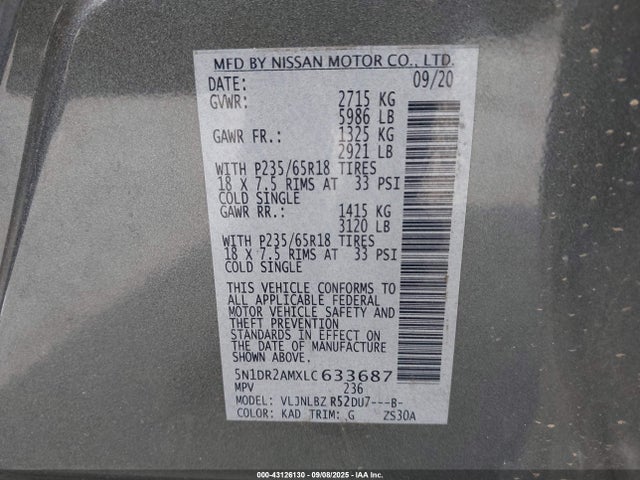 MFD BY NISSAN MOTOR CO., LTD.
DATE: 09/20
GVWR: 2715 KG
5986 LB
GAWR FR.: 1325 KG
2921 LB
WITH P235/65R18 TIRES
18 X 7.5 RIMS AT 33 PSI
COLD SINGLE
GAWR RR.: 1415 KG
3120 LB
WITH P235/65R18 TIRES
18 X 7.5 RIMS AT 33 PSI
COLD SINGLE
THIS VEHICLE CONFORMS TO
ALL APPLICABLE FEDERAL
MOTOR VEHICLE SAFETY AND
THEFT PREVENTION
STANDARDS IN EFFECT ON
THE DATE OF MANUFACTURE
SHOWN ABOVE.
5N1DR2AMXLC633687
MPV 236
MODEL: VLJNLBZ R52DU7---B-
COLOR: KAD TRIM: G ZS30A
000-43126130 - 09/08/2025 - IAA Inc.